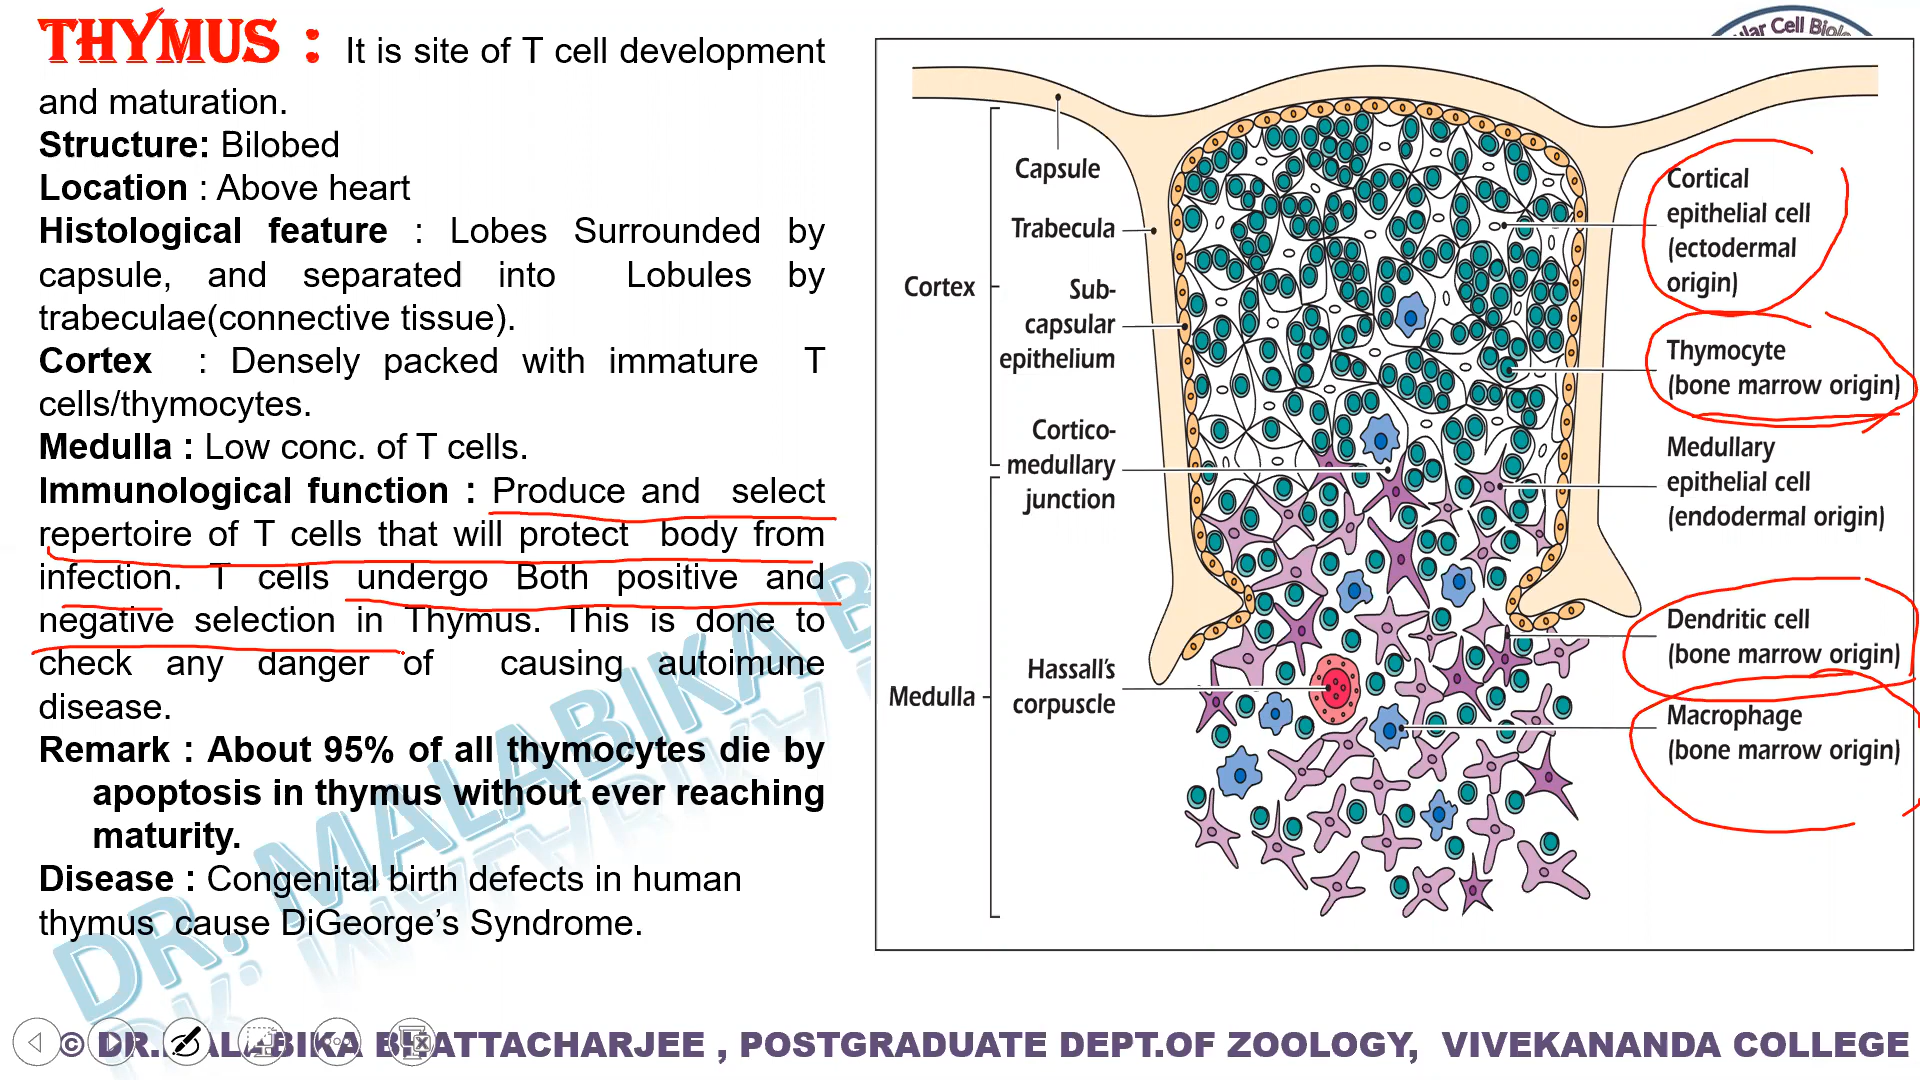 THYMUS : It is site of T cell development
and maturation.
Structure: Bilobed
Location : Above heart
Histological feature : Lobes Surrounded by
capsule, and separated into Lobules by
trabeculae(connective tissue).
Cortex : Densely packed with immature T
cells/thymocytes.
Medulla : Low conc. of T cells.
Immunological function : Produce and select
repertoire of T cells that will protect body from
infection. T cells undergo Both positive and
negative selection in Thymus. This is done to
check any danger of causing autoimune
disease.
Remark : About 95% of all thymocytes die by
apoptosis in thymus without ever reaching
maturity.
Disease : Congenital birth defects in human
thymus cause DiGeorge's Syndrome.
DR. MALABIKA B
Cell Biol
Capsule
Trabecula
Cortex
Sub-
capsular
epithelium
Cortico-
medullary
junction
Hassall's
corpuscle
Medulla
Cortical
epithelial cell
(ectodermal
origin)
Thymocyte
(bone marrow origin)
Medullary
epithelial cell
(endodermal origin)
Dendritic cell
(bone marrow origin)
Macrophage
(bone marrow origin)
© DR.MALABIKA BHATTACHARJEE , POSTGRADUATE DEPT.OF ZOOLOGY, VIVEKANANDA COLLEGE